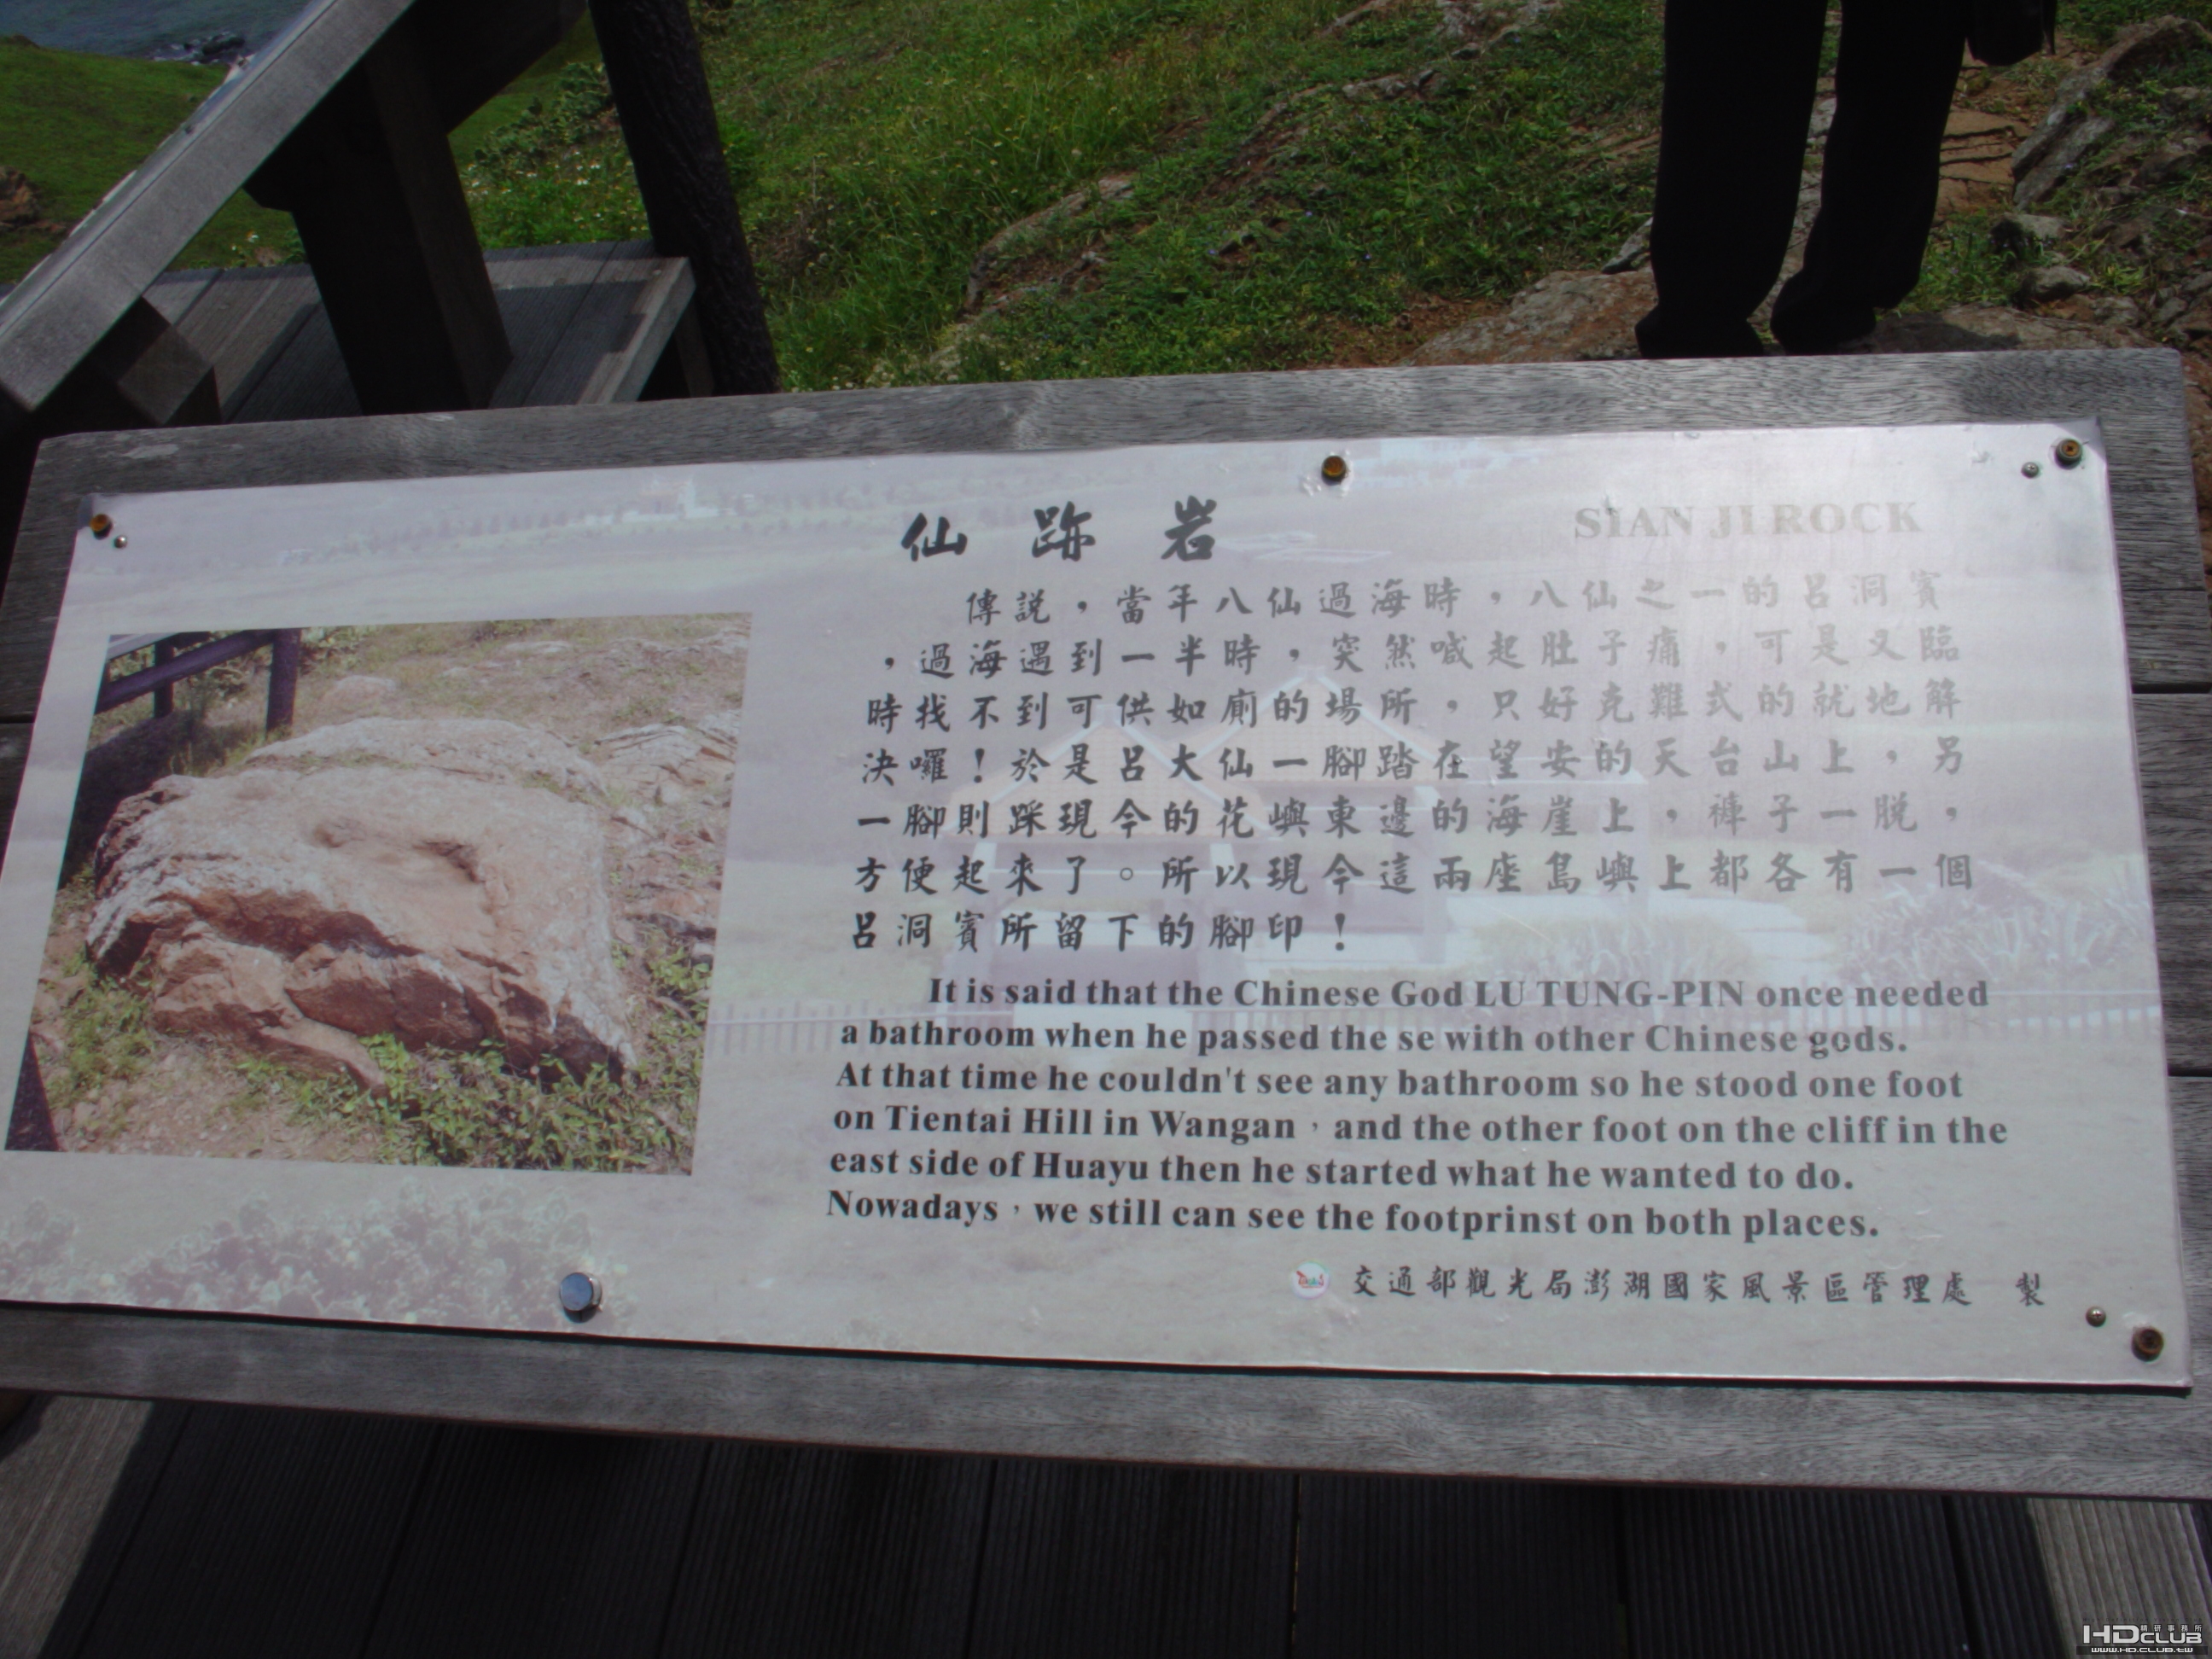 仙跡岩
SIAN JI ROCK
傳説，當年八仙過海時，八仙之一的呂洞賓
，過海過到一半時，突然喊起肚子痛，可是又臨
時找不到可供如廁的場所，只好克難式的就地解
決囉！於是呂大仙一腳踏在望安的天台山上，另
一腳則踩現今的花嶼東邊的海崖上，褲子一脫，
方便起來了。所以現今這兩座島嶼上都各有一個
呂洞賓所留下的腳印！
It is said that the Chinese God LU TUNG-PIN once needed
a bathroom when he passed the se with other Chinese gods.
At that time he couldn't see any bathroom so he stood one foot
on Tientai Hill in Wangan，and the other foot on the cliff in the
east side of Huayu then he started what he wanted to do.
Nowadays，we still can see the footprinst on both places.
交通部觀光局澎湖國家風景區管理處 製
HDCLUB 精研事務所
WWW.HD.CLUB.TW